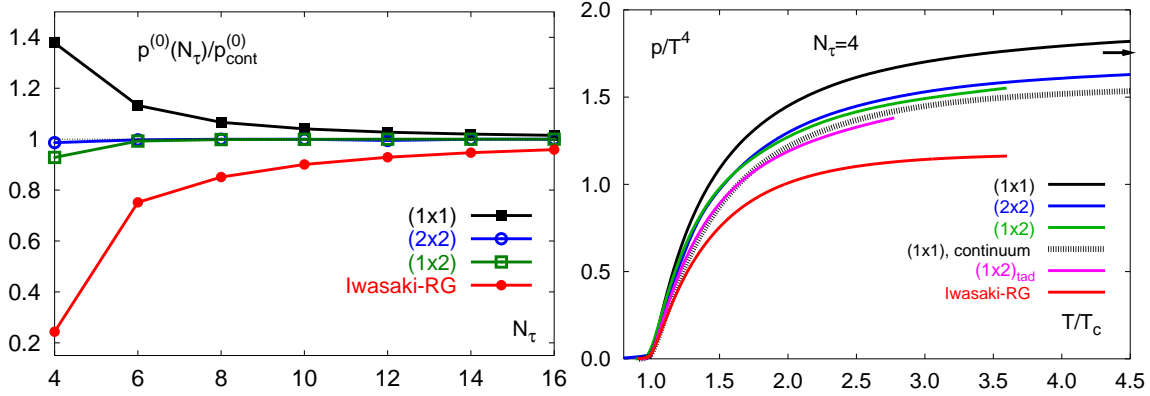 p^(0)(N_τ)/p_cont^(0)
1.4
1.2
1
0.8
0.6
0.4
0.2
(1x1)
(2x2)
(1x2)
Iwasaki-RG
N_τ
4 6 8 10 12 14 16
p/T^4
N_τ=4
2.0
1.5
1.0
0.5
0.0
(1x1)
(2x2)
(1x2)
(1x1), continuum
(1x2)_tad
Iwasaki-RG
T/T_c
1.0 1.5 2.0 2.5 3.0 3.5 4.0 4.5